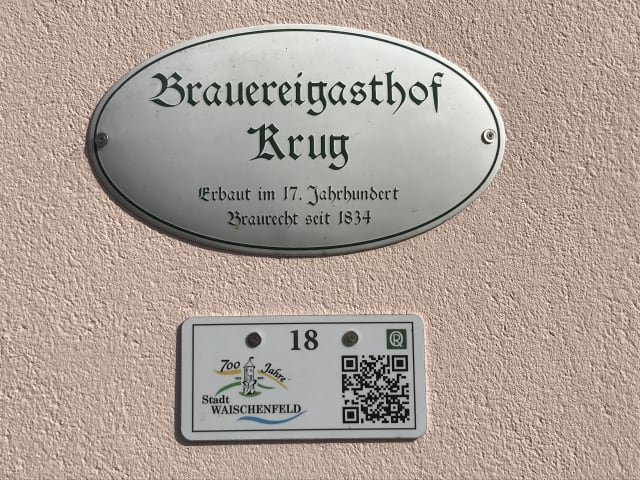 Brauereigasthof
Krug
Erbaut im 17. Jahrhundert
Braurecht seit 1834
18
700 Jahre
Stadt
WAISCHENFELD